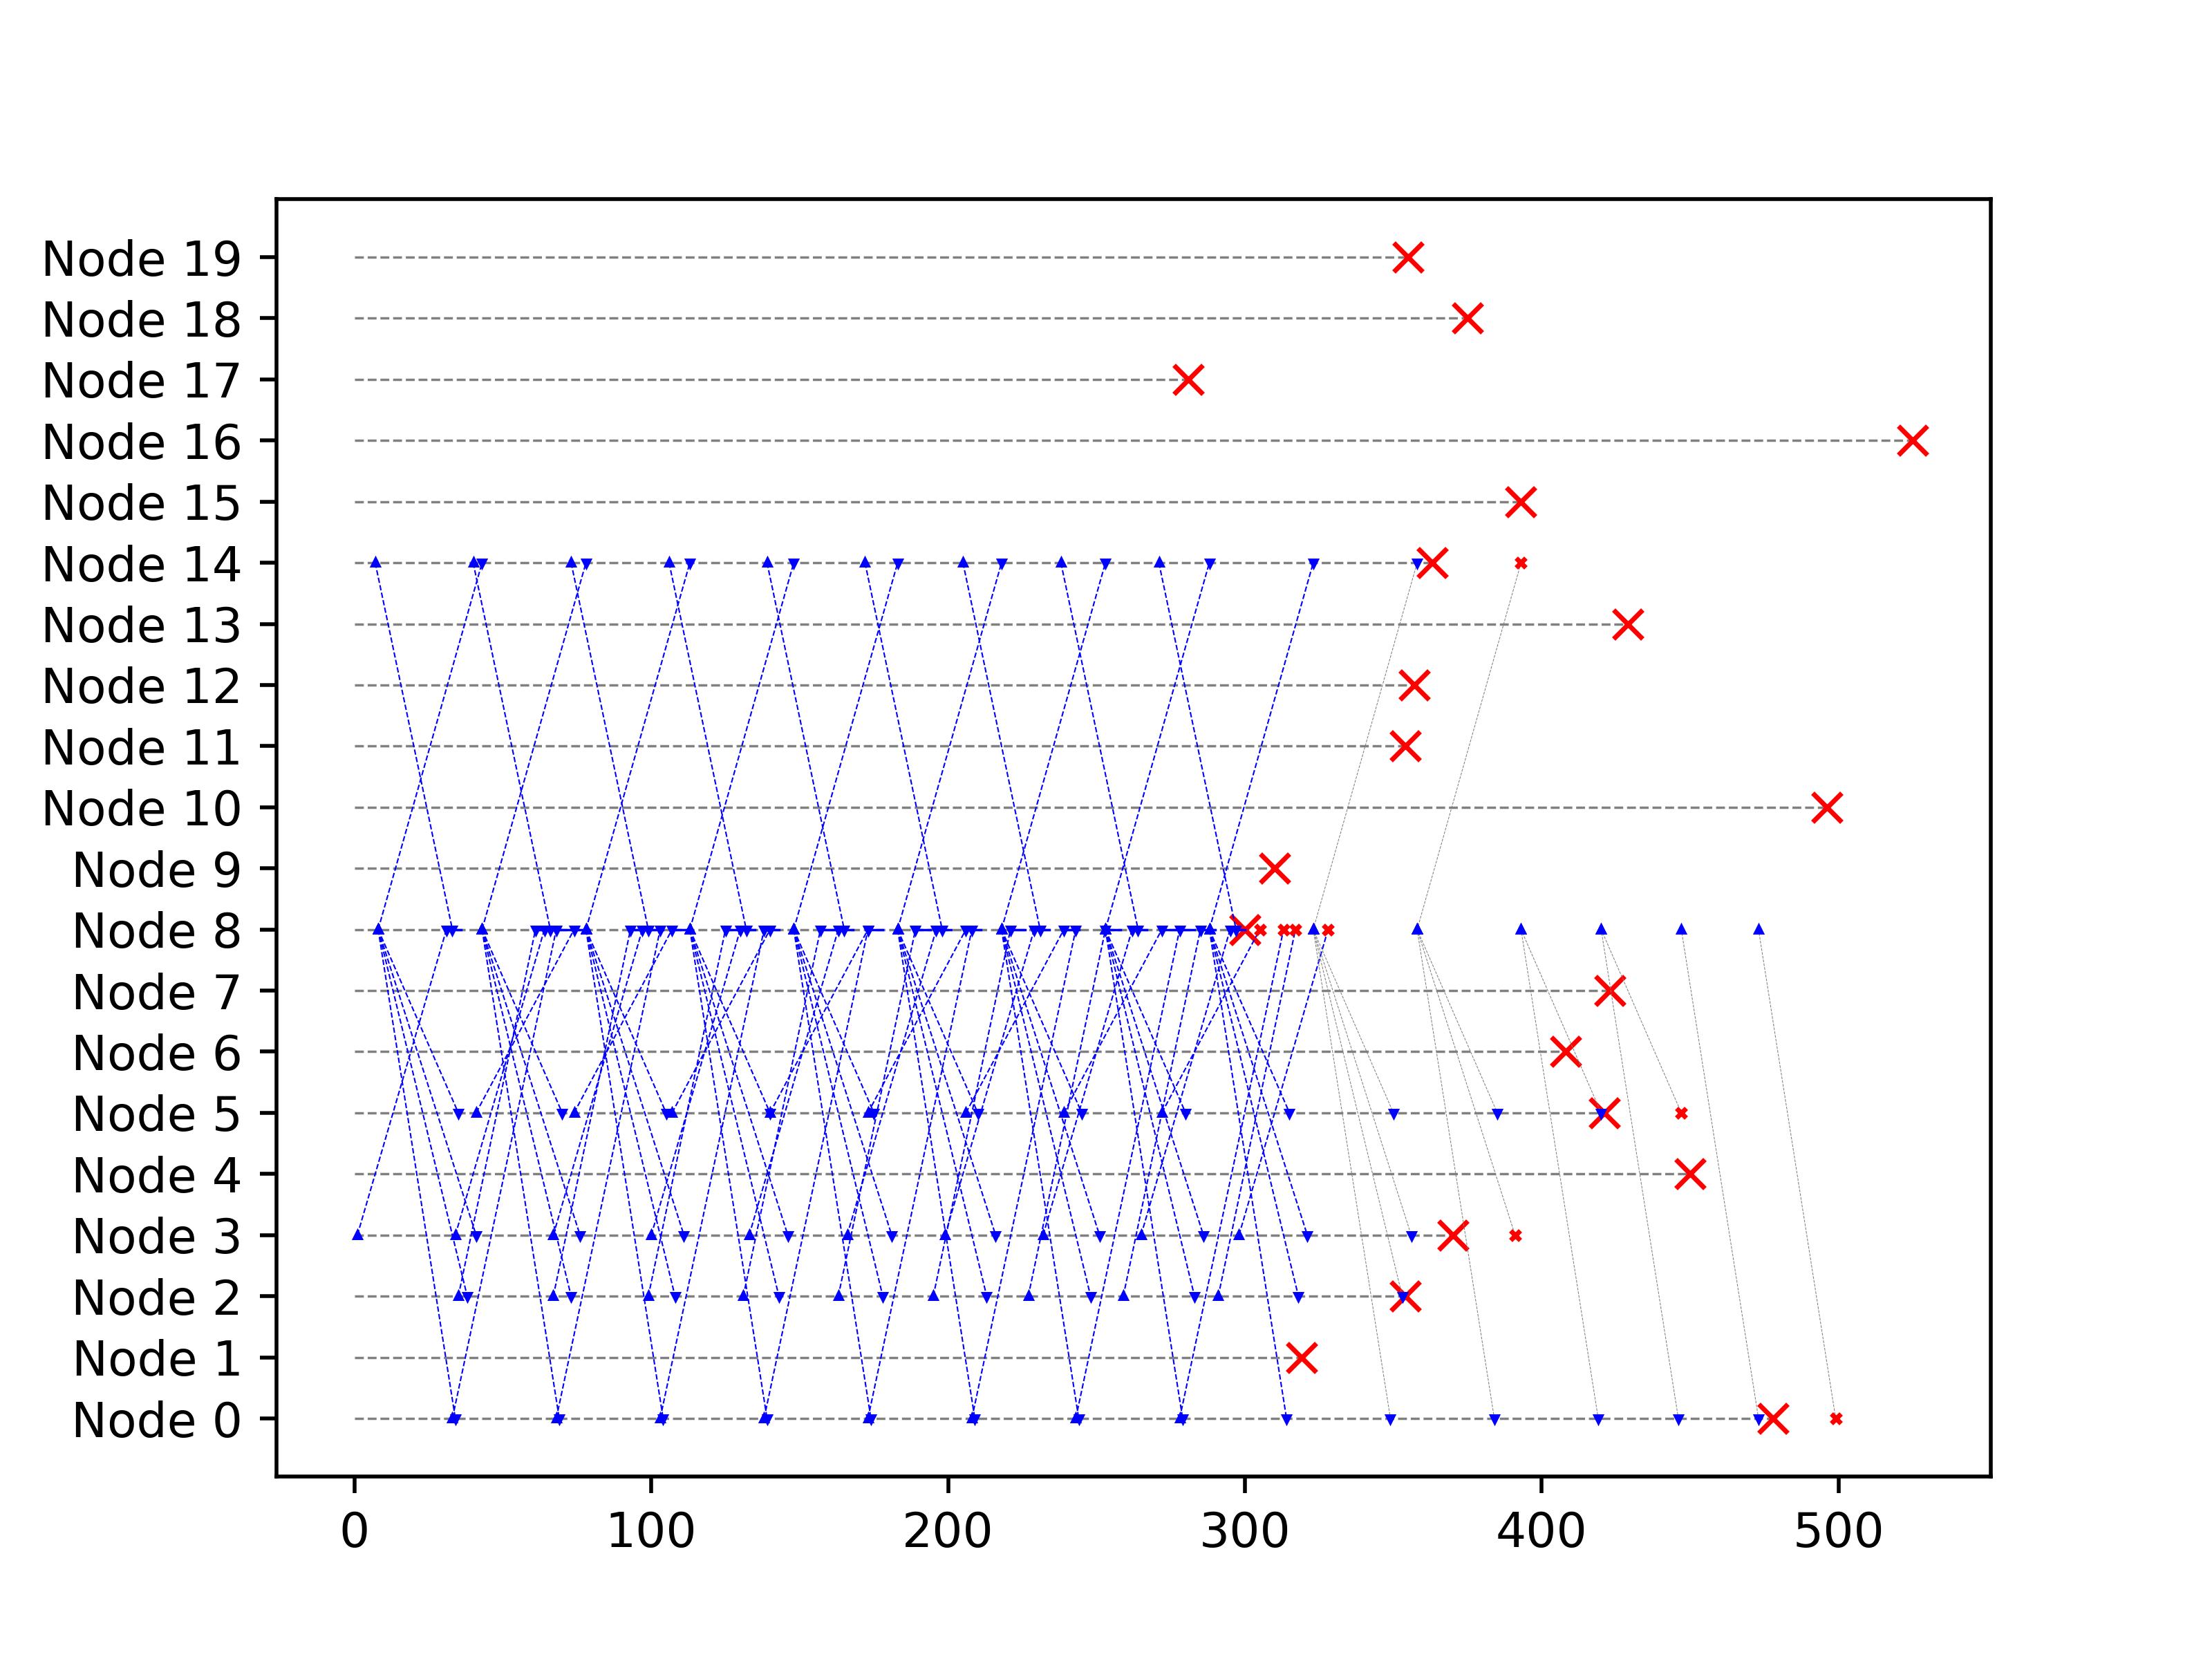 Node 19
Node 18
Node 17
Node 16
Node 15
Node 14
Node 13
Node 12
Node 11
Node 10
Node 9
Node 8
Node 7
Node 6
Node 5
Node 4
Node 3
Node 2
Node 1
Node 0
0 100 200 300 400 500